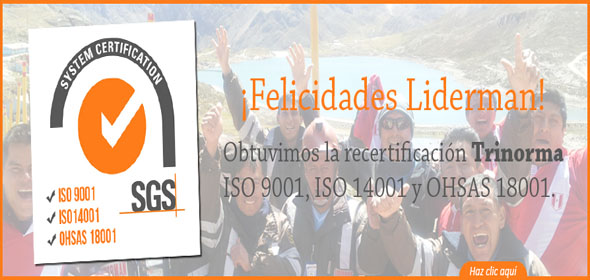 SYSTEM CERTIFICATION
ISO 9001
ISO14001
OHSAS 18001
SGS
¡Felicidades Liderman!
Obtuvimos la recertificación Trinorma
ISO 9001, ISO 14001 y OHSAS 18001.
Haz clic aquí